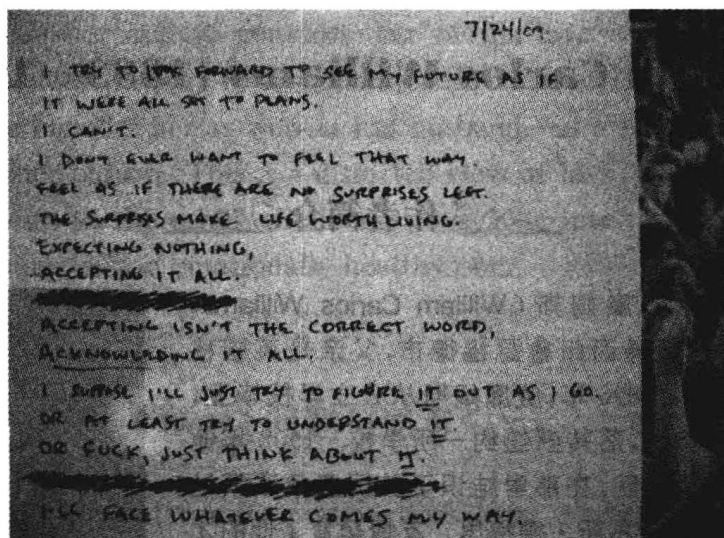 7/24/09
I TRY TO LOOK FORWARD TO SEE MY FUTURE AS IF
IT WERE ALL SET TO PLANS.
I CAN'T.
I DON'T EVER WANT TO FEEL THAT WAY.
FEEL AS IF THERE ARE NO SURPRISES LEFT.
THE SURPRISES MAKE LIFE WORTH LIVING.
EXPECTING NOTHING,
ACCEPTING IT ALL.
ACCEPTING ISN'T THE CORRECT WORD,
ACKNOWLADING IT ALL.
I SUPPOSE I'LL JUST TRY TO FIGURE IT OUT AS I GO.
OR AT LEAST TRY TO UNDERSTAND IT.
OR FUCK, JUST THINK ABOUT IT.
I'LL FACE WHATEVER COMES MY WAY.
(William Carlos William